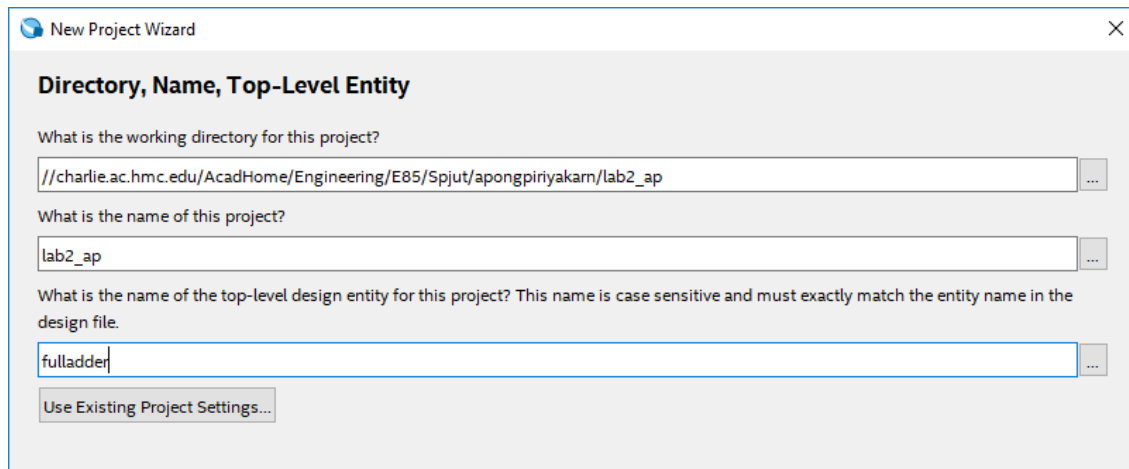 New Project Wizard
Directory, Name, Top-Level Entity
What is the working directory for this project?
//charlie.ac.hmc.edu/AcadHome/Engineering/E85/Spjut/apongpiriyakarn/lab2_ap
...
What is the name of this project?
lab2_ap
...
What is the name of the top-level design entity for this project? This name is case sensitive and must exactly match the entity name in the
design file.
fulladder
...
Use Existing Project Settings...